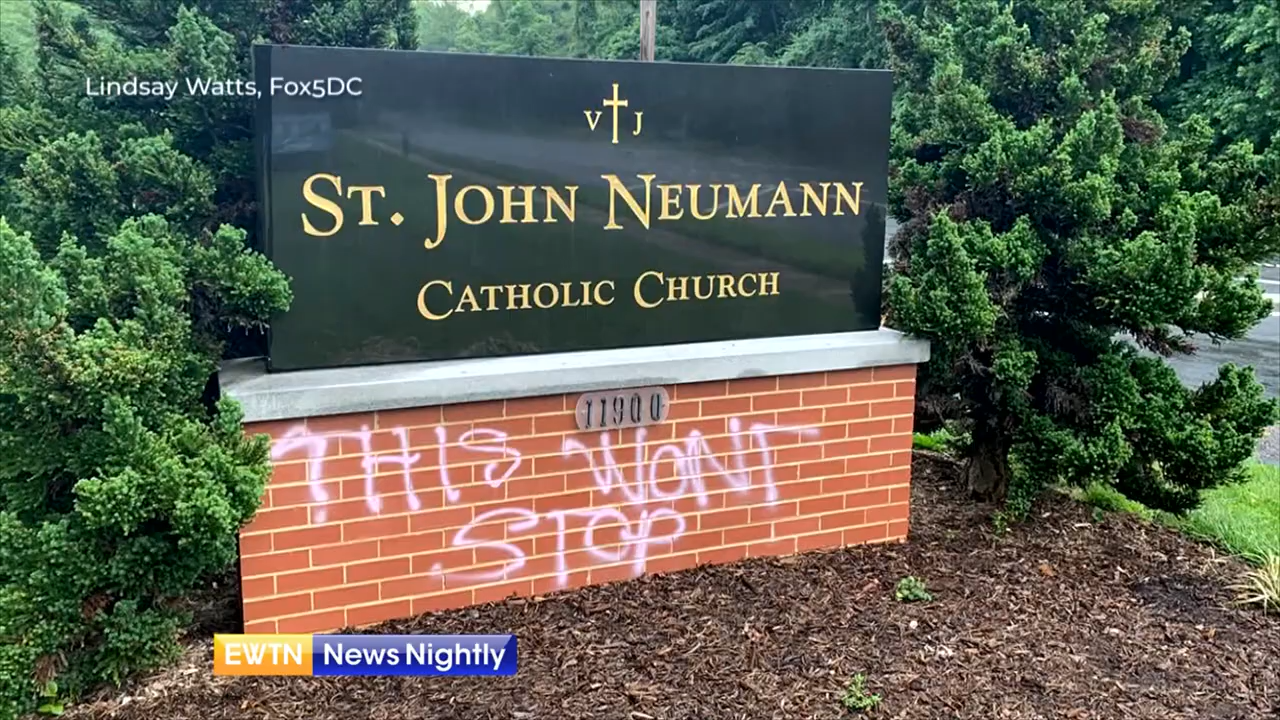 Lindsay Watts, Fox5DC
V J
ST. JOHN NEUMANN
CATHOLIC CHURCH
11900
THIS WONT
STOP
EWTN News Nightly